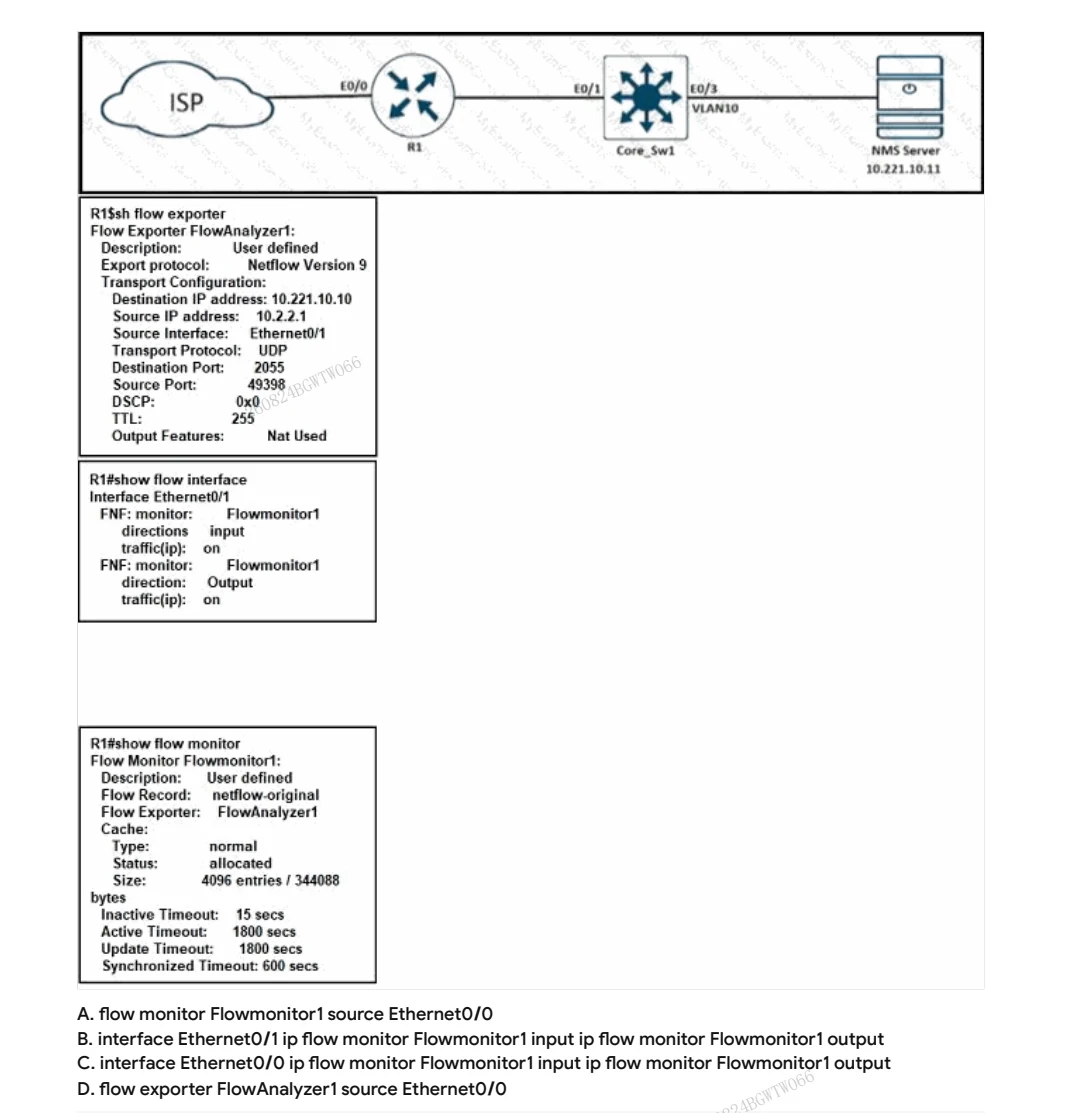 ISP
E0/0
R1
E0/1
Core_Sw1
E0/3
VLAN10
NMS Server
10.221.10.11
R1$sh flow exporter
Flow Exporter FlowAnalyzer1:
Description: User defined
Export protocol: Netflow Version 9
Transport Configuration:
Destination IP address: 10.221.10.10
Source IP address: 10.2.2.1
Source Interface: Ethernet0/1
Transport Protocol: UDP
Destination Port: 2055
Source Port: 49398
DSCP: 0x0
TTL: 255
Output Features: Nat Used
R1#show flow interface
Interface Ethernet0/1
FNF: monitor: Flowmonitor1
directions input
traffic(ip): on
FNF: monitor: Flowmonitor1
direction: Output
traffic(ip): on
R1#show flow monitor
Flow Monitor Flowmonitor1:
Description: User defined
Flow Record: netflow-original
Flow Exporter: FlowAnalyzer1
Cache:
Type: normal
Status: allocated
Size: 4096 entries / 344088
bytes
Inactive Timeout: 15 secs
Active Timeout: 1800 secs
Update Timeout: 1800 secs
Synchronized Timeout: 600 secs
A. flow monitor Flowmonitor1 source Ethernet0/0
B. interface Ethernet0/1 ip flow monitor Flowmonitor1 input ip flow monitor Flowmonitor1 output
C. interface Ethernet0/0 ip flow monitor Flowmonitor1 input ip flow monitor Flowmonitor1 output
D. flow exporter FlowAnalyzer1 source Ethernet0/0